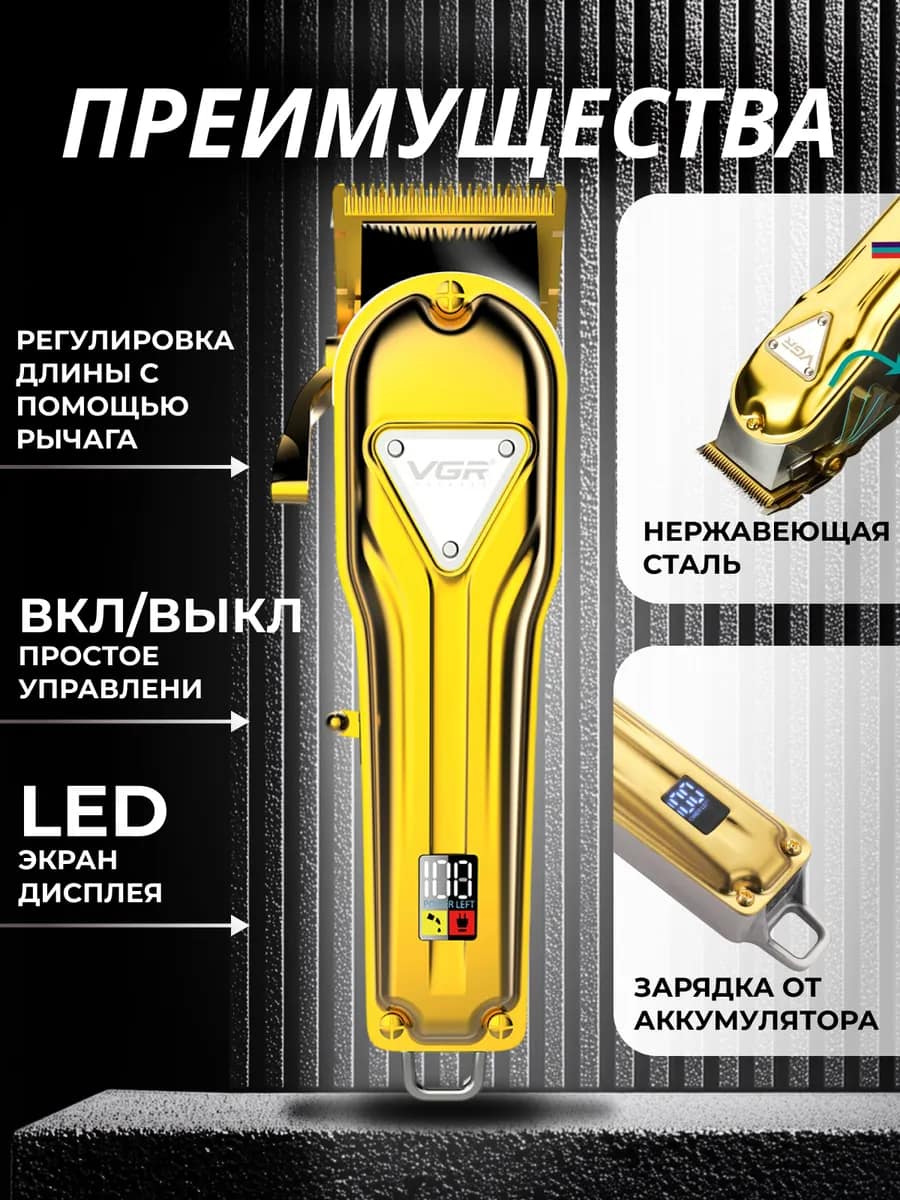 ПРЕИМУЩЕСТВА
РЕГУЛИРОВКА
ДЛИНЫ С
ПОМОЩЬЮ
РЫЧАГА
VGR
НЕРЖАВЕЮЩАЯ
СТАЛЬ
VGR
ВКЛ/ВЫКЛ
ПРОСТОЕ
УПРАВЛЕНИ
LED
ЭКРАН
ДИСПЛЕЯ
108
POWER LEFT
ЗАРЯДКА ОТ
АККУМУЛЯТОРА